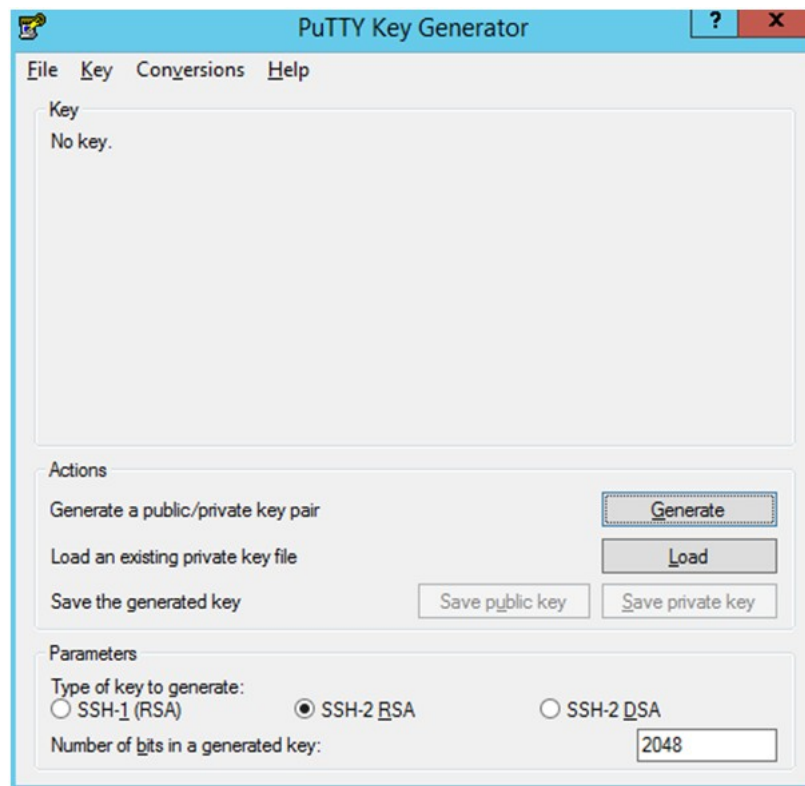 PuTTY Key Generator
? x
File Key Conversions Help
Key
No key.
Actions
Generate a public/private key pair Generate
Load an existing private key file Load
Save the generated key Save public key Save private key
Parameters
Type of key to generate:
SSH-1 (RSA) SSH-2 RSA SSH-2 DSA
Number of bits in a generated key: 2048